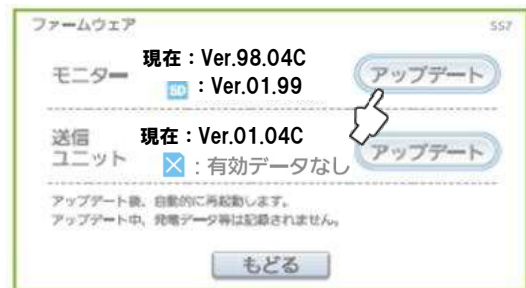 ファームウェア
SS7
モニター
現在：Ver.98.04C
SD：Ver.01.99
アップデート
送信
ユニット
現在：Ver.01.04C
：有効データなし
アップデート
アップデート後、自動的に再起動します。
アップデート中、発電データ等は記録されません。
もどる